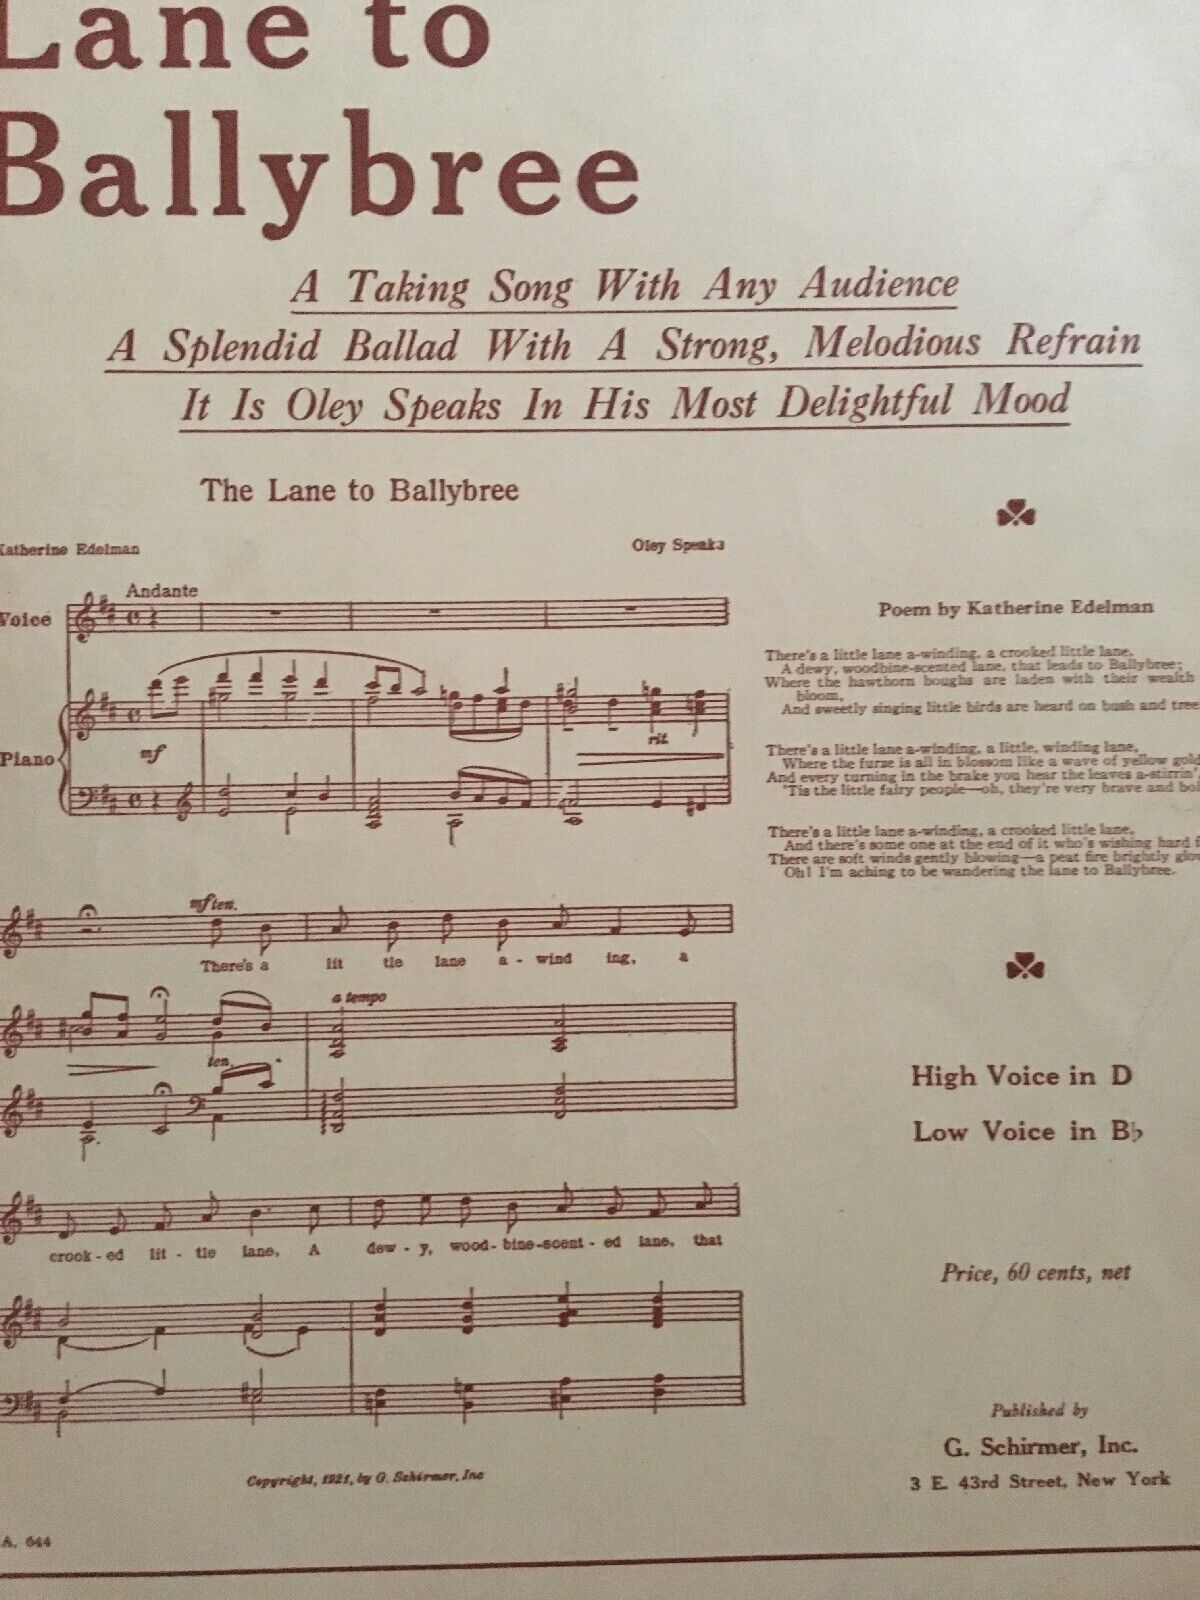 Lane to
Ballybree
A Taking Song With Any Audience
A Splendid Ballad With A Strong, Melodious Refrain
It Is Oley Speaks In His Most Delightful Mood
The Lane to Ballybree
Katherine Edelman
Oley Speaks
Andante
Voice
Piano
mf
rit.
mf ten.
There's a lit tle lane a - wind ing, a
a tempo
ten.
crook - ed lit - tle lane, A dew - y, wood - bine-scent - ed lane, that
Copyright, 1921, by G. Schirmer, Inc
A. 644
Poem by Katherine Edelman
There's a little lane a-winding, a crooked little lane,
A dewy, woodbine-scented lane, that leads to Ballybree;
Where the hawthorn boughs are laden with their wealth
bloom,
And sweetly singing little birds are heard on bush and tree
There's a little lane a-winding, a little, winding lane,
Where the furze is all in blossom like a wave of yellow gold
And every turning in the brake you hear the leaves a-stirrin',
'Tis the little fairy people—oh, they're very brave and
There's a little lane a-winding, a crooked little lane,
And there's some one at the end of it who's wishing hard
There are soft winds gently blowing—a peat fire brightly
Oh! I'm aching to be wandering the lane to Ballybree.
High Voice in D
Low Voice in B♭
Price, 60 cents, net
Published by
G. Schirmer, Inc.
3 E. 43rd Street, New York